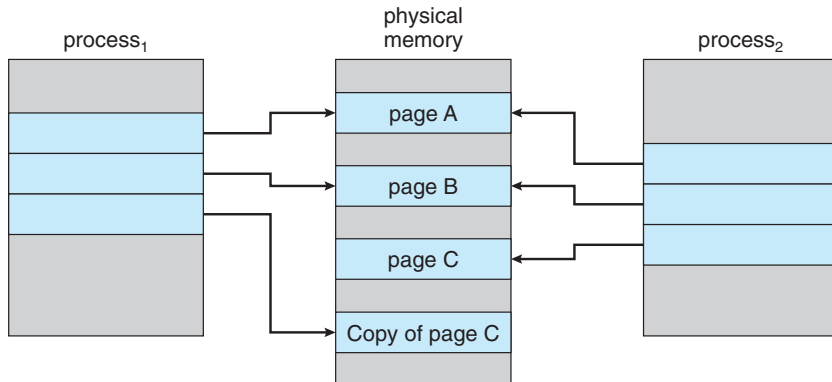 process₁
physical
memory
process₂
page A
page B
page C
Copy of page C